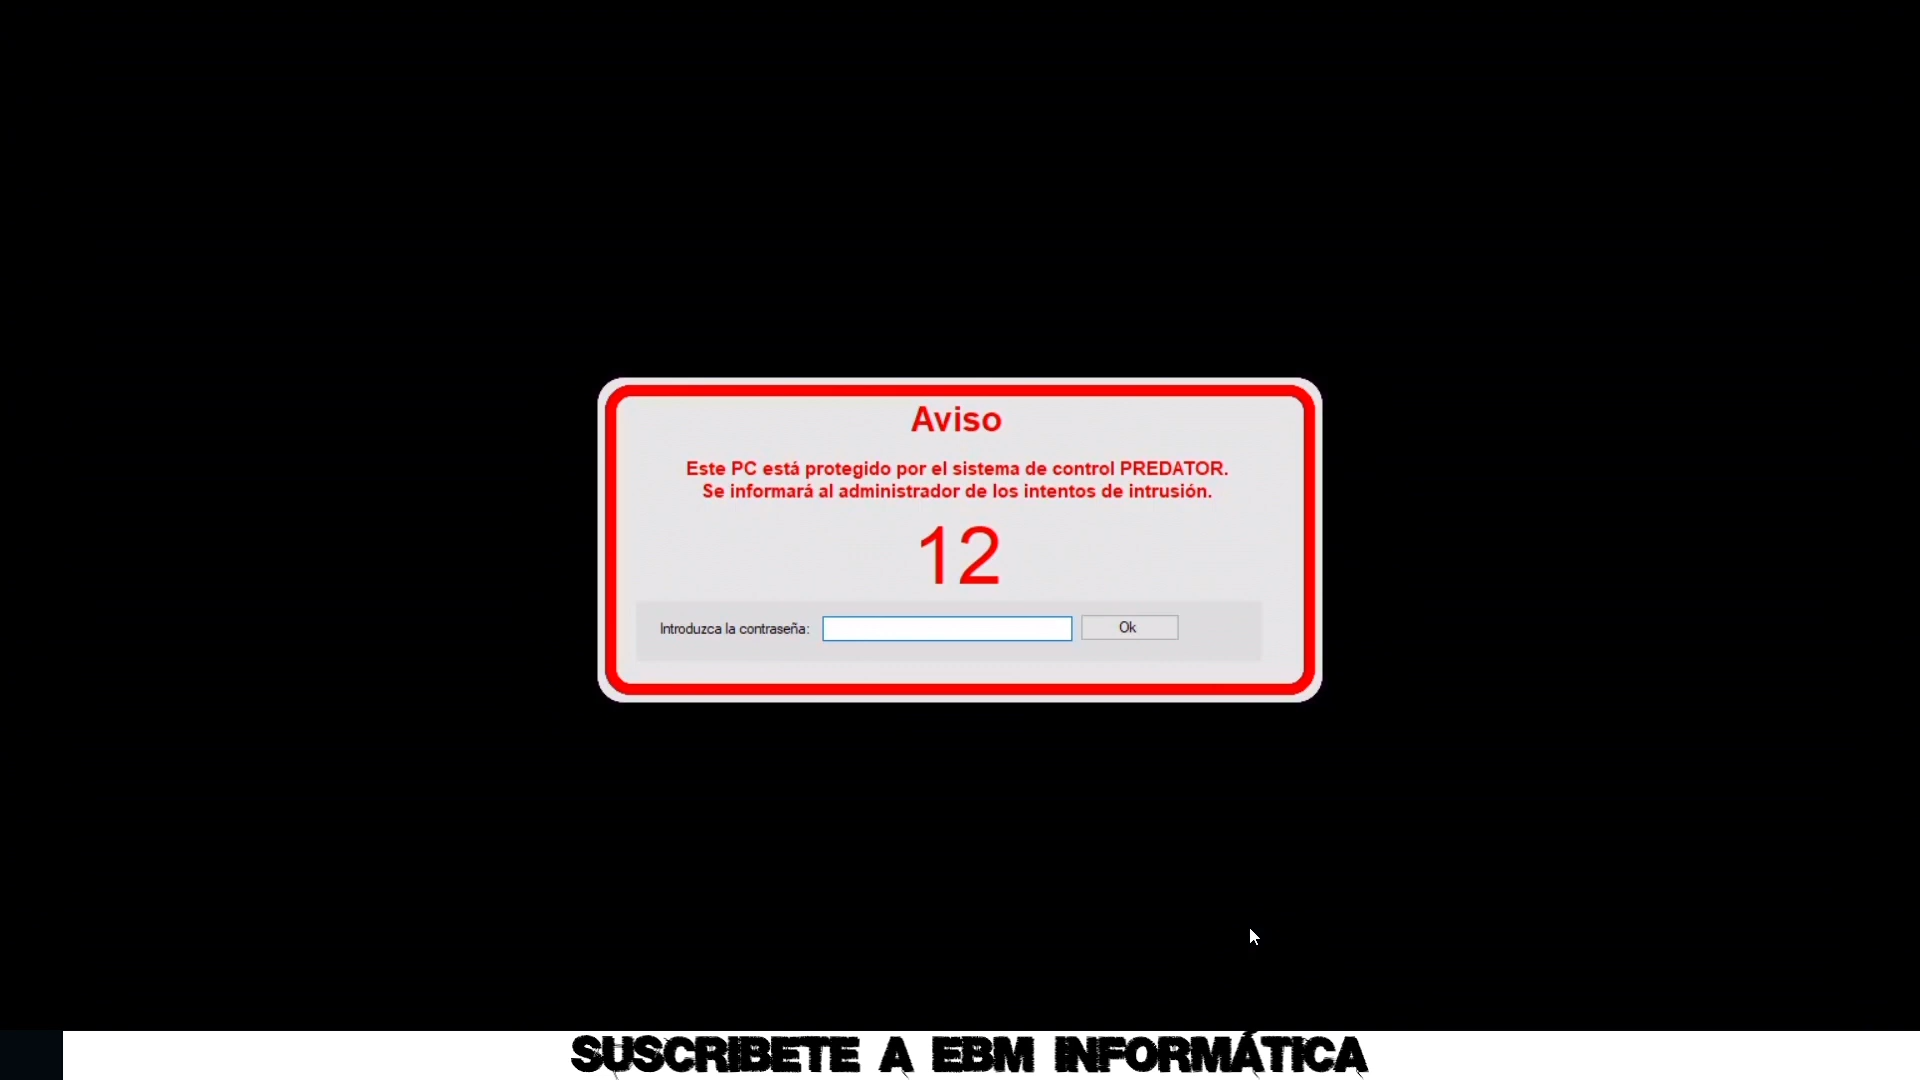 Aviso
Este PC está protegido por el sistema de control PREDATOR.
Se informará al administrador de los intentos de intrusión.
12
Introduzca la contraseña:
Ok
SUSCRIBETE A EBM INFORMÁTICA